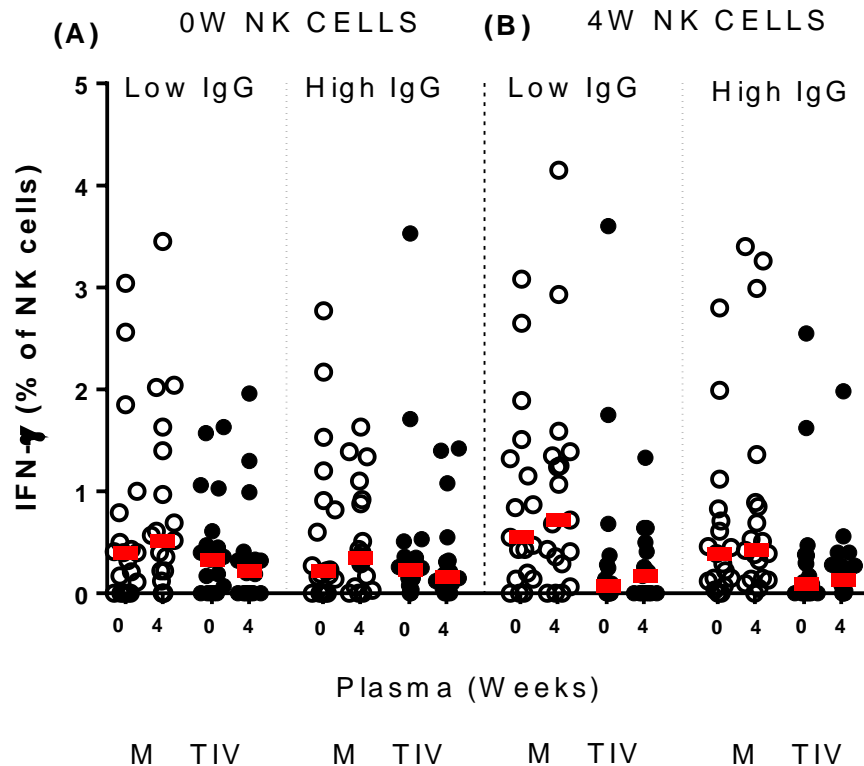 (A) 0W NK CELLS (B) 4W NK CELLS
Low IgG High IgG Low IgG High IgG
5
4
3
2
1
0
IFN-γ (% of NK cells)
0 4 0 4 0 4 0 4 0 4 0 4 0 4 0 4
Plasma (Weeks)
M TIV M TIV M TIV M TIV